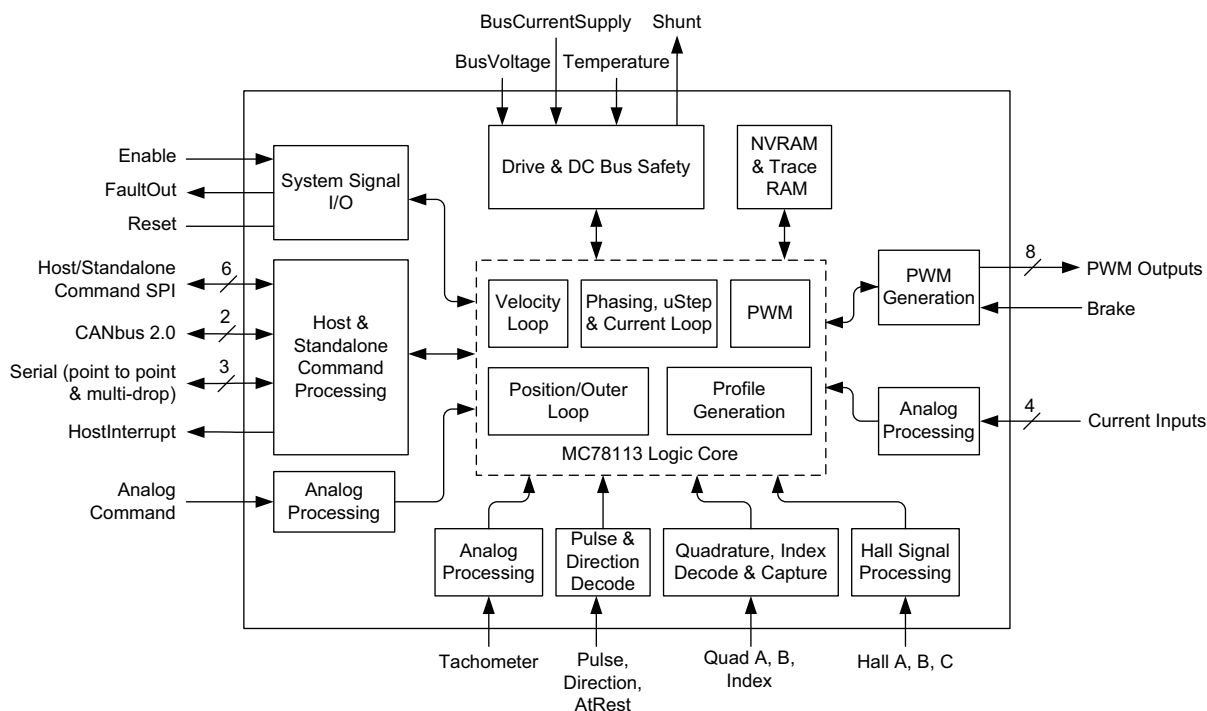 BusCurrentSupply
Shunt
BusVoltage
Temperature
Enable
FaultOut
Reset
System Signal
I/O
Drive & DC Bus Safety
NVRAM
& Trace
RAM
Host/Standalone
Command SPI
6
CANbus 2.0
2
Serial (point to point
& multi-drop)
3
HostInterrupt
Host &
Standalone
Command
Processing
Velocity
Loop
Phasing, uStep
& Current Loop
PWM
Position/Outer
Loop
Profile
Generation
MC78113 Logic Core
PWM
Generation
8
PWM Outputs
Brake
Analog
Processing
4
Current Inputs
Analog
Command
Analog
Processing
Analog
Processing
Pulse &
Direction
Decode
Quadrature, Index
Decode & Capture
Hall Signal
Processing
Tachometer
Pulse,
Direction,
AtRest
Quad A, B,
Index
Hall A, B, C